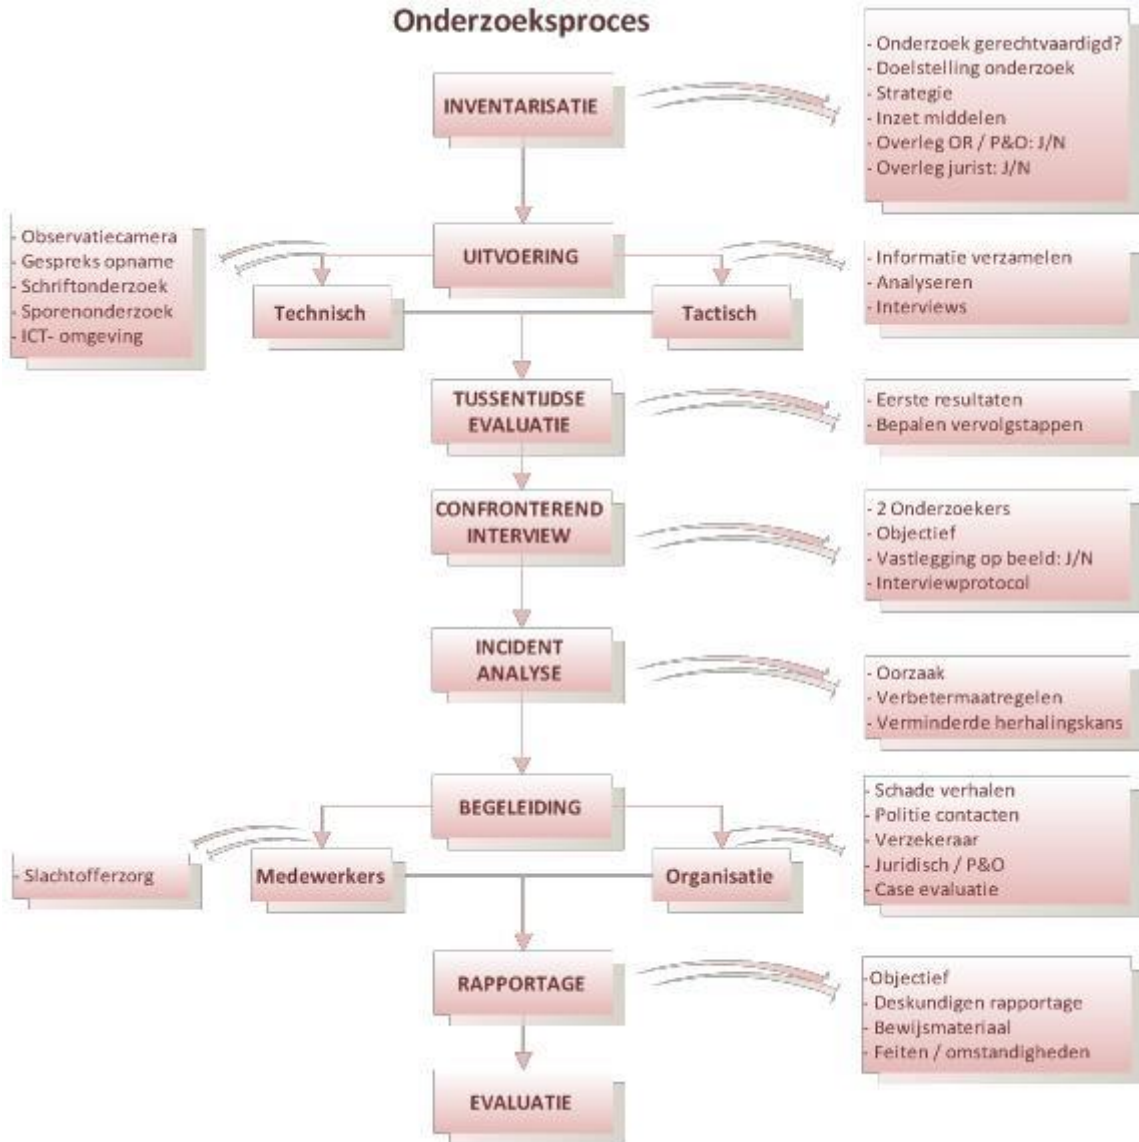 Onderzoeksproces
INVENTARISATIE
- Onderzoek gerechtvaardigd?
- Doelstelling onderzoek
- Strategie
- Inzet middelen
- Overleg OR / P&O: J/N
- Overleg jurist: J/N
UITVOERING
- Observatiecamera
- Gespreks opname
- Schriftonderzoek
- Sporenonderzoek
- ICT- omgeving
Technisch
Tactisch
- Informatie verzamelen
- Analyseren
- Interviews
TUSSENTIJDSE
EVALUATIE
- Eerste resultaten
- Bepalen vervolgstappen
CONFRONTEREND
INTERVIEW
- 2 Onderzoekers
- Objectief
- Vastlegging op beeld: J/N
- Interviewprotocol
INCIDENT
ANALYSE
- Oorzaak
- Verbetermaatregelen
- Verminderde herhalingskans
BEGELEIDING
- Slachtofferzorg
Medewerkers
Organisatie
- Schade verhalen
- Politie contacten
- Verzekeraar
- Juridisch / P&O
- Case evaluatie
RAPPORTAGE
-Objectief
- Deskundigen rapportage
- Bewijsmateriaal
- Feiten / omstandigheden
EVALUATIE